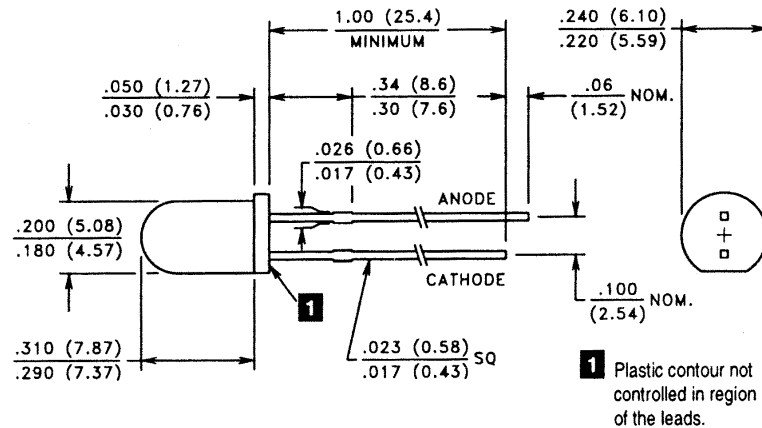 1.00 (25.4)
MINIMUM
.240 (6.10)
.220 (5.59)
.050 (1.27)
.030 (0.76)
.34 (8.6)
.30 (7.6)
.06 NOM.
(1.52)
.026 (0.66)
.017 (0.43)
ANODE
.200 (5.08)
.180 (4.57)
CATHODE
1
.100 NOM.
(2.54)
.310 (7.87)
.290 (7.37)
.023 (0.58) SQ
.017 (0.43)
1 Plastic contour not
controlled in region
of the leads.